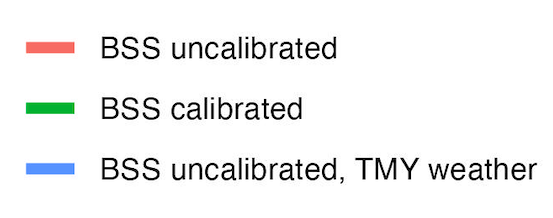 BSS uncalibrated
BSS calibrated
BSS uncalibrated, TMY weather